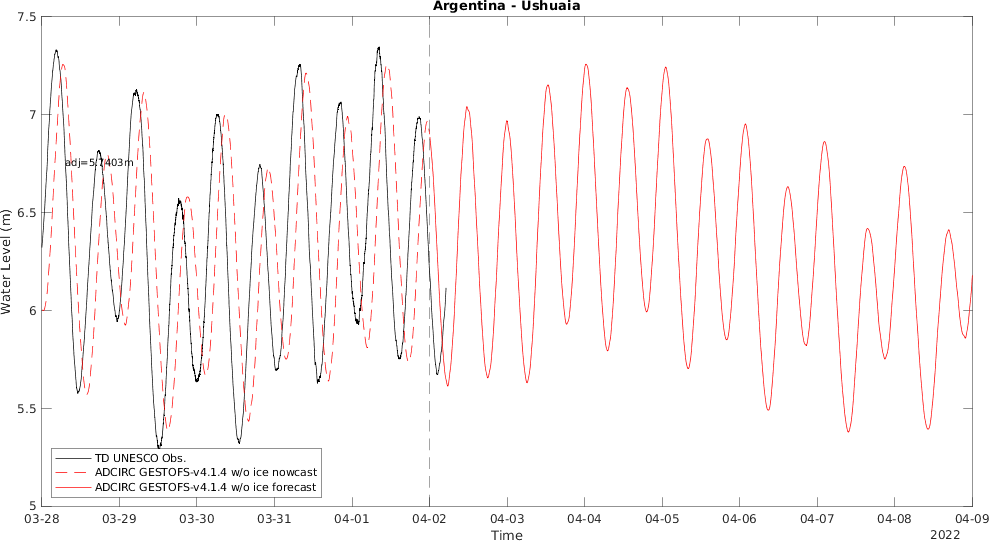 Argentina - Ushuaia
7.5
7
6.5
6
5.5
5
Water Level (m)
adj=5.7403m
TD UNESCO Obs.
ADCIRC GESTOFS-v4.1.4 w/o ice nowcast
ADCIRC GESTOFS-v4.1.4 w/o ice forecast
03-28 03-29 03-30 03-31 04-01 04-02 04-03 04-04 04-05 04-06 04-07 04-08 04-09
Time
2022